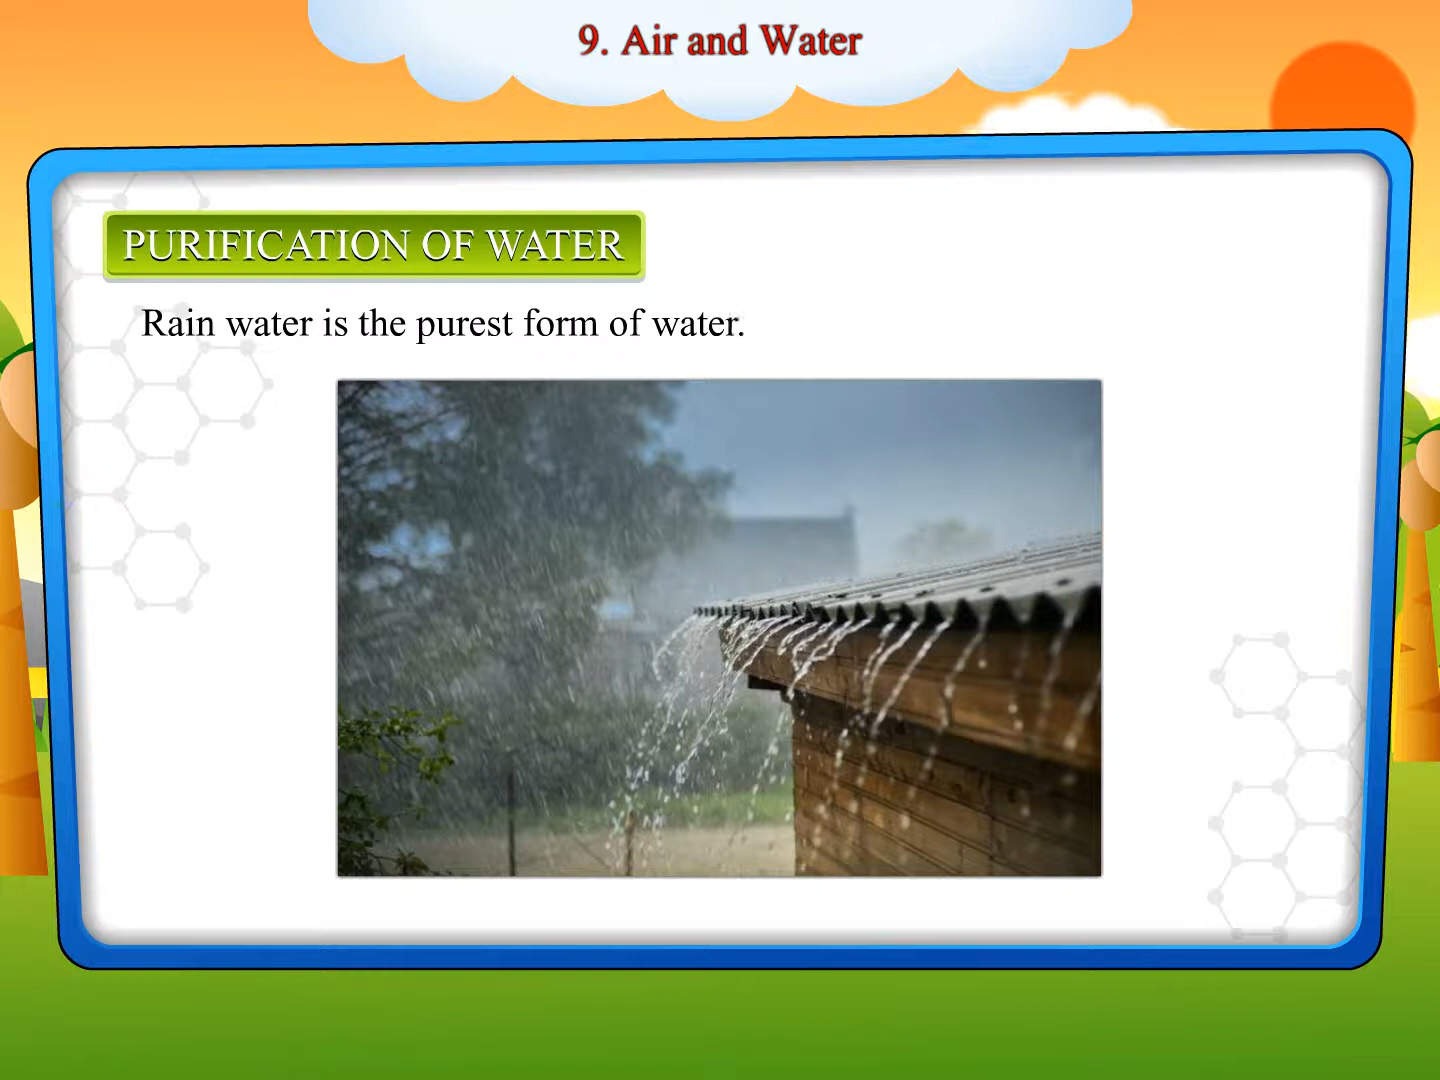 9. Air and Water
PURIFICATION OF WATER
Rain water is the purest form of water.